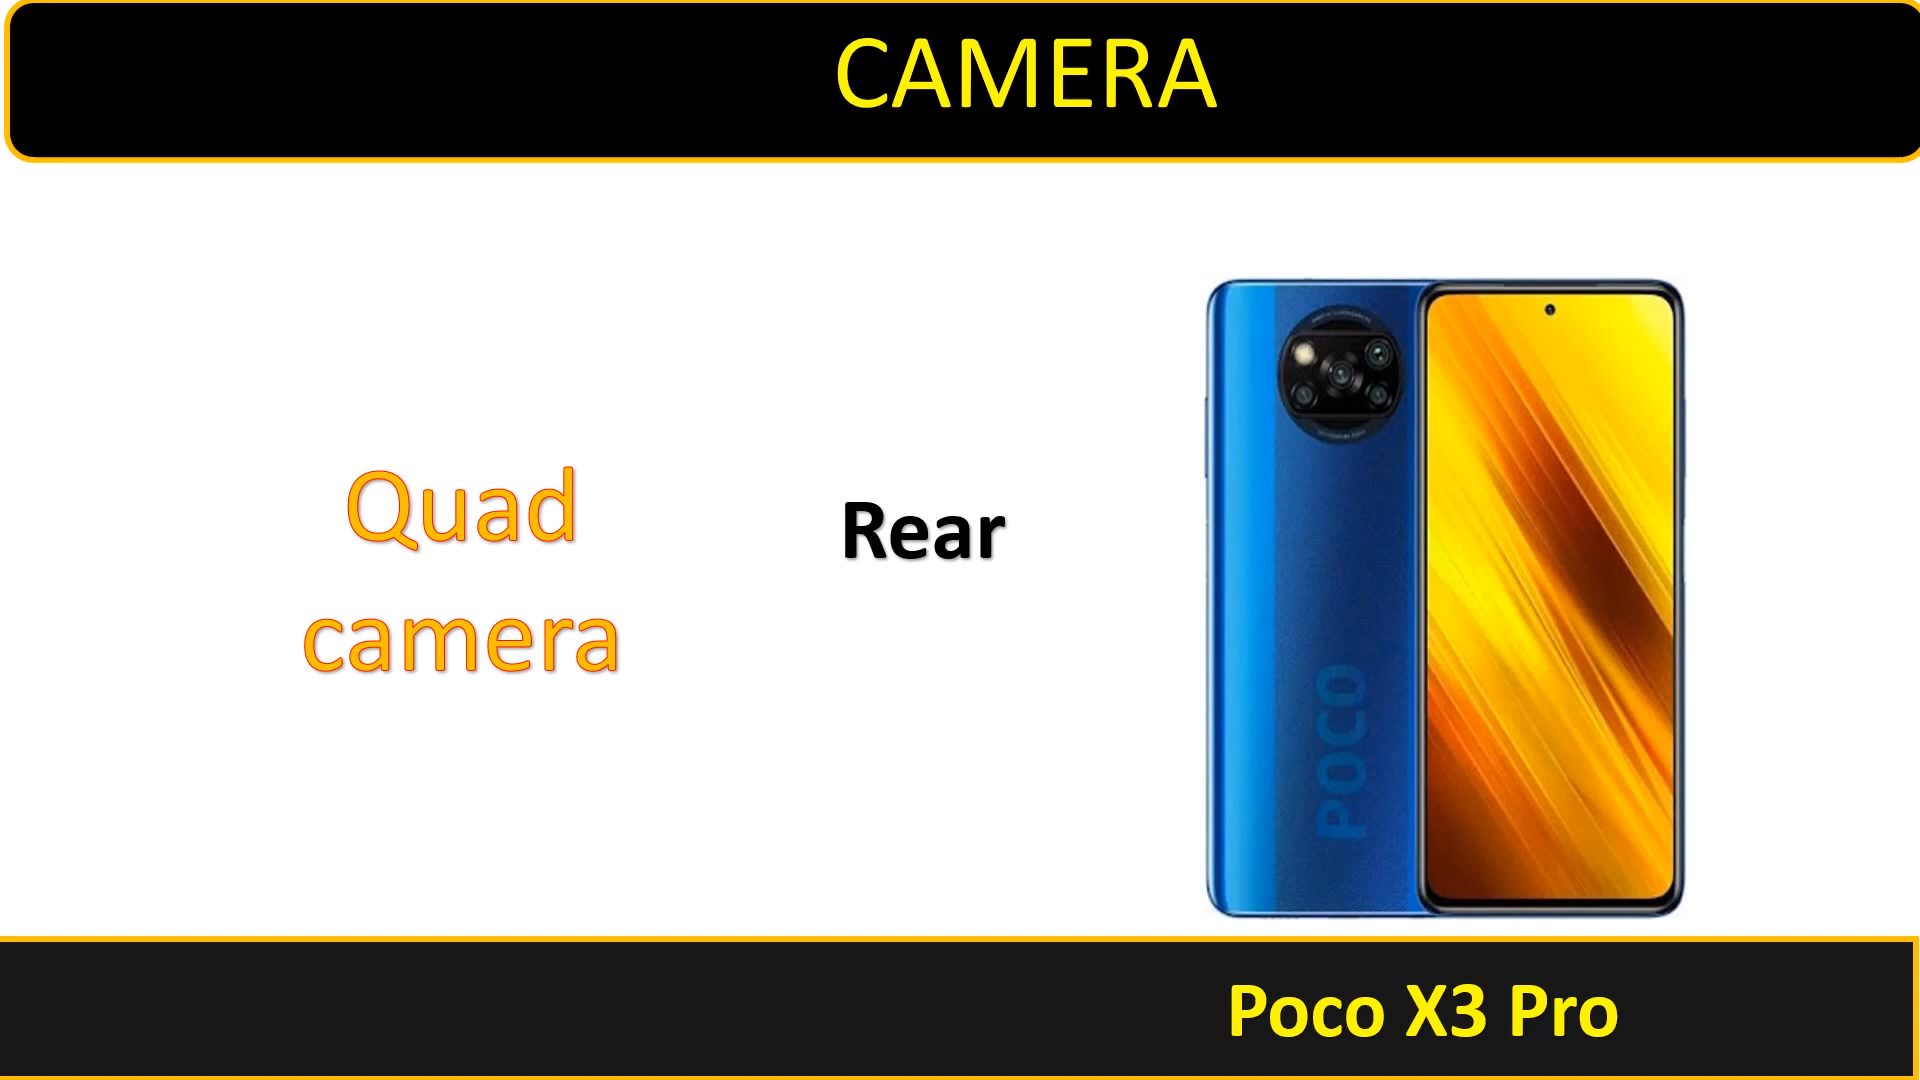 CAMERA
Quad
camera
Rear
POCO
Poco X3 Pro